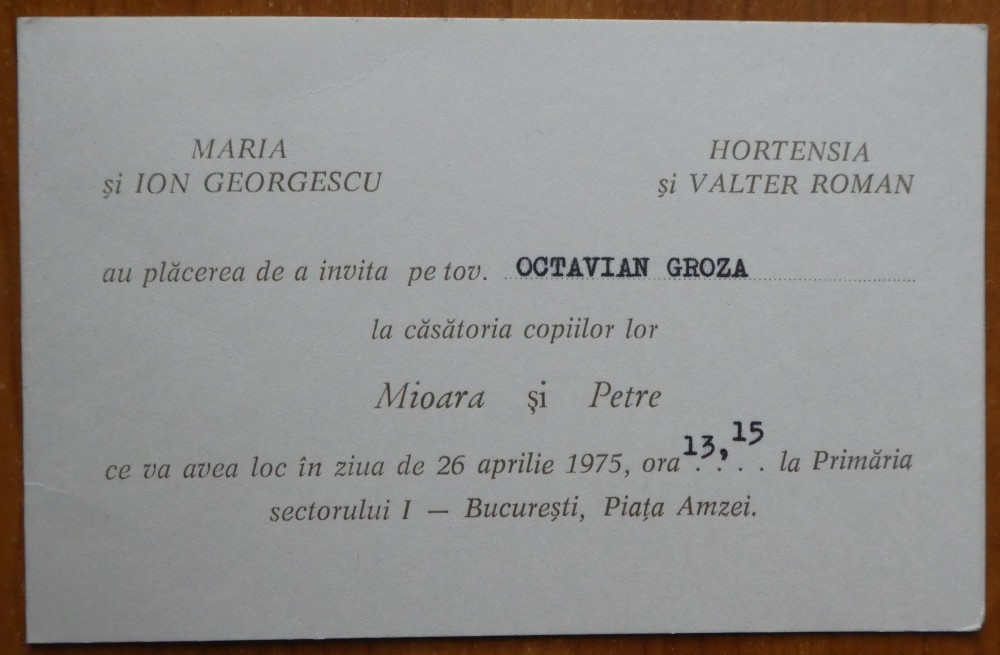 MARIA
și ION GEORGESCU
HORTENSIA
și VALTER ROMAN
au plăcerea de a invita pe tov. OCTAVIAN GROZA
la căsătoria copiilor lor
Mioara și Petre
ce va avea loc în ziua de 26 aprilie 1975, ora 13,15 la Primăria
sectorului I — București, Piața Amzei.